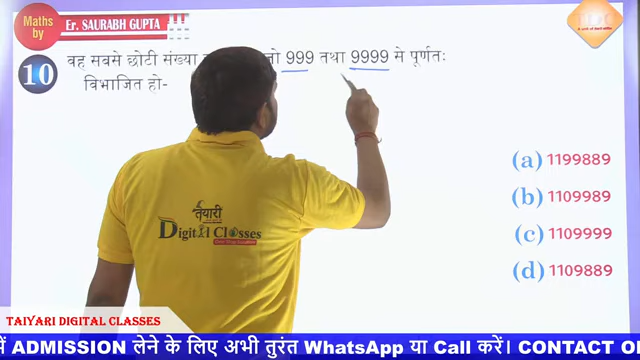 Maths
by
Er. SAURABH GUPTA
TDC
10
वह सबसे छोटी संख्या जो 999 तथा 9999 से पूर्णतः
विभाजित हो-
(a) 1199889
(b) 1109989
(c) 1109999
(d) 1109889
तैयारी
Digital Classes
TAIYARI DIGITAL CLASSES
में ADMISSION लेने के लिए अभी तुरंत WhatsApp या Call करें। CONTACT